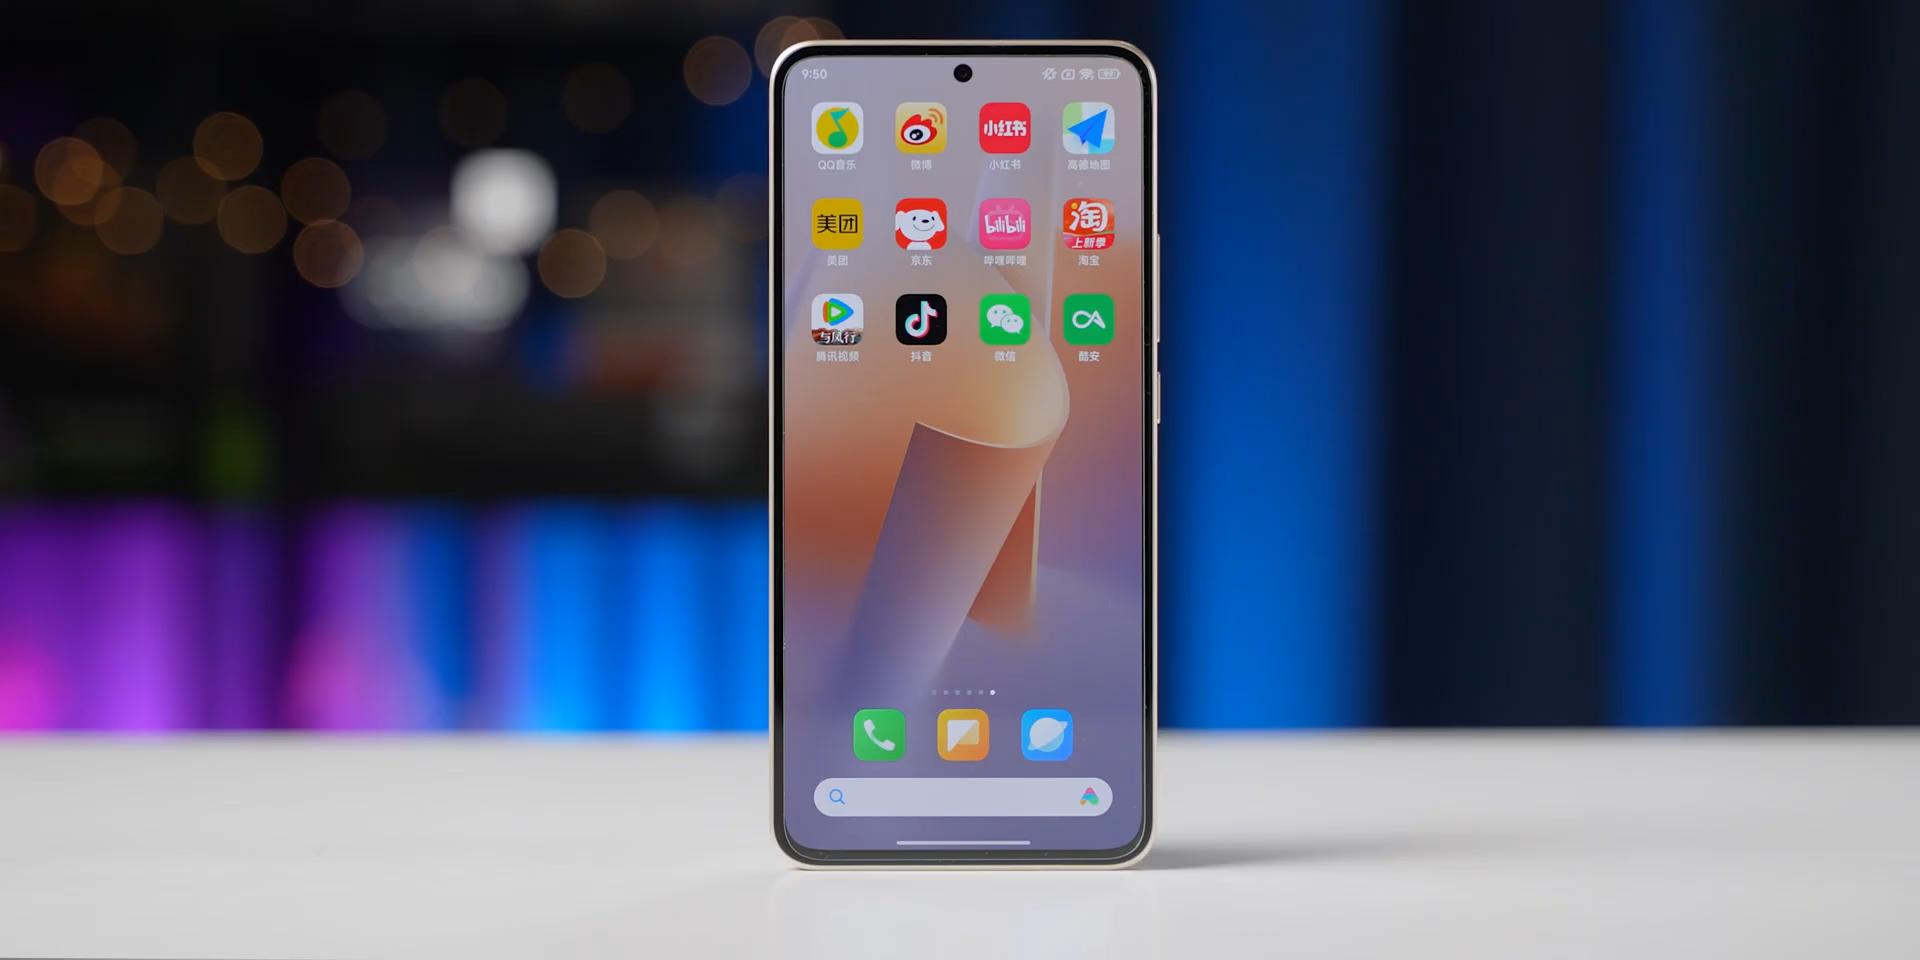 9:50
小红书
QQ音乐 微博 小红书 高德地图
美团 bilibili 淘
上新季
美团 京东 哔哩哔哩 淘宝
与凤行
腾讯视频 抖音 微信 酷安